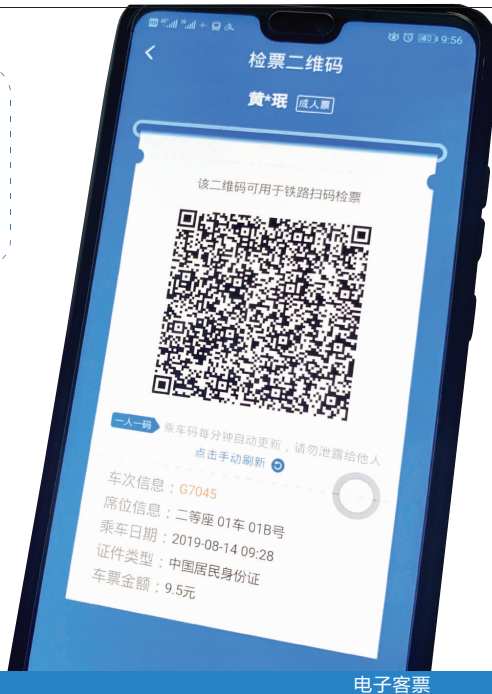 40 9:56
检票二维码
黄*珉 成人票
该二维码可用于铁路扫码检票
一人一码 乘车码每分钟自动更新，请勿泄露给他人
点击手动刷新
车次信息：G7045
席位信息：二等座 01车 01B号
乘车日期：2019-08-14 09:28
证件类型：中国居民身份证
车票金额：9.5元
电子客票